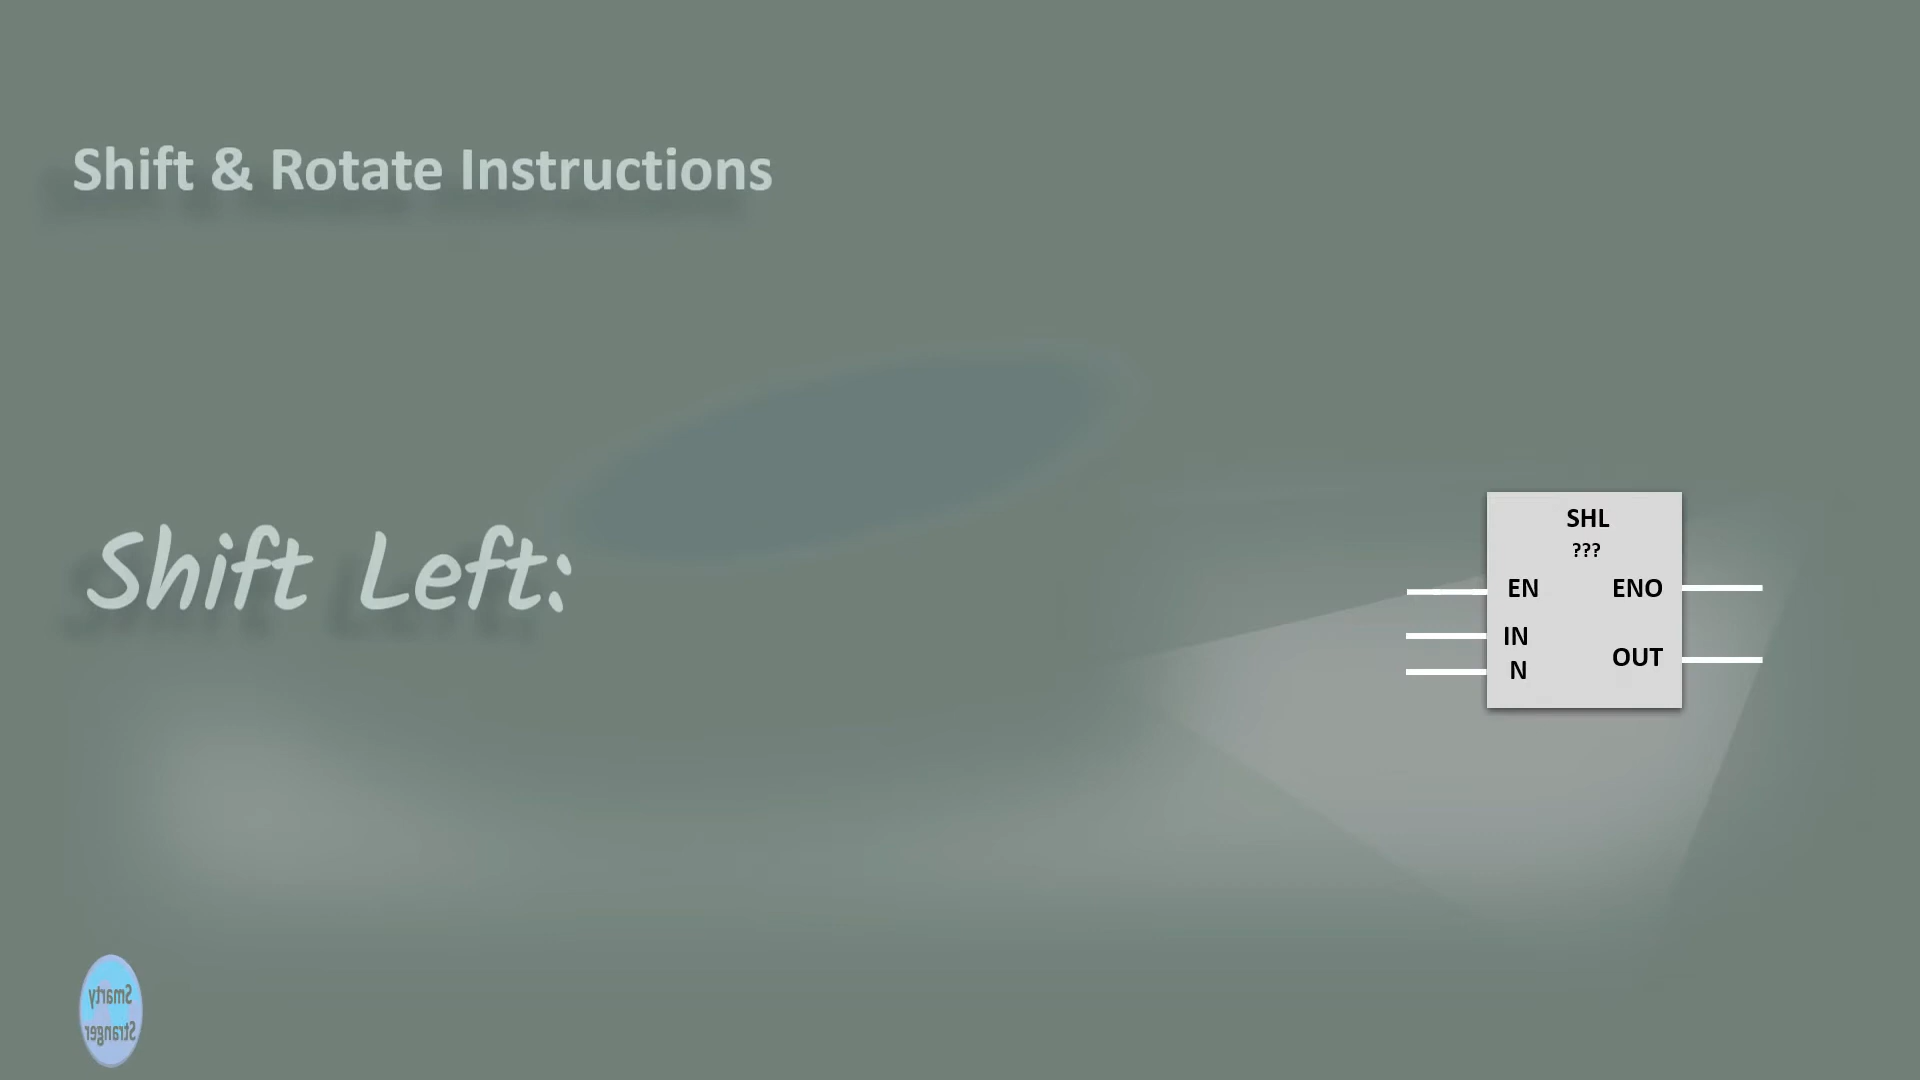 Shift & Rotate Instructions
Shift Left:
SHL
???
EN ENO
IN
OUT
N
Smarty
Stranger